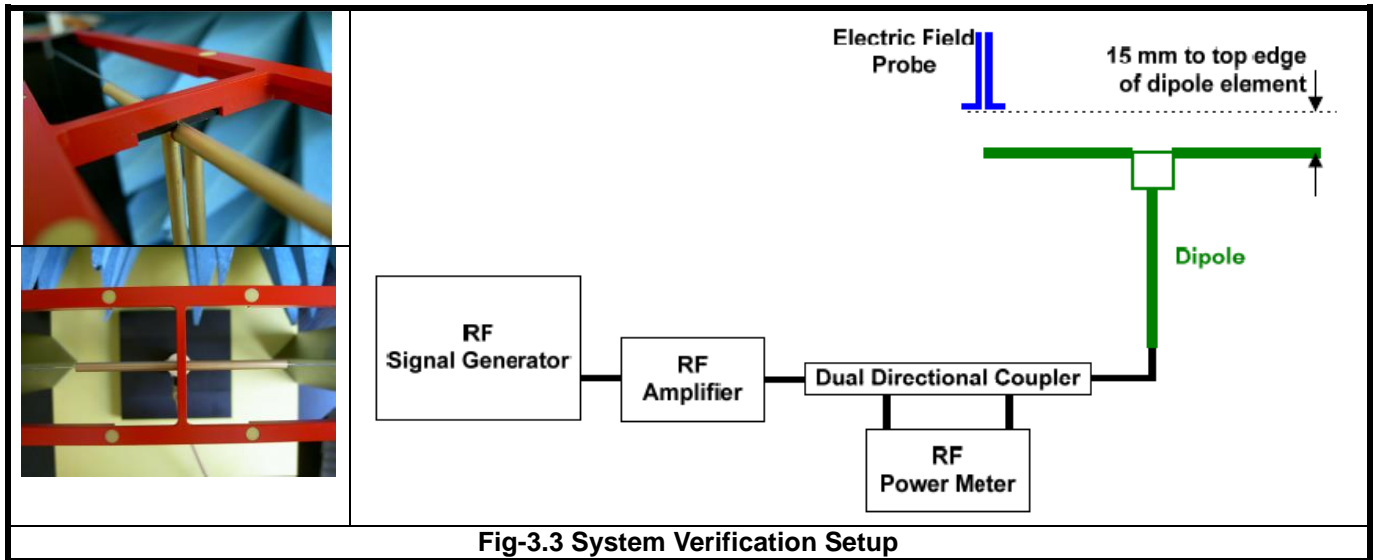 Electric Field
Probe
15 mm to top edge
of dipole element
Dipole
RF
Signal Generator
RF
Amplifier
Dual Directional Coupler
RF
Power Meter
Fig-3.3 System Verification Setup